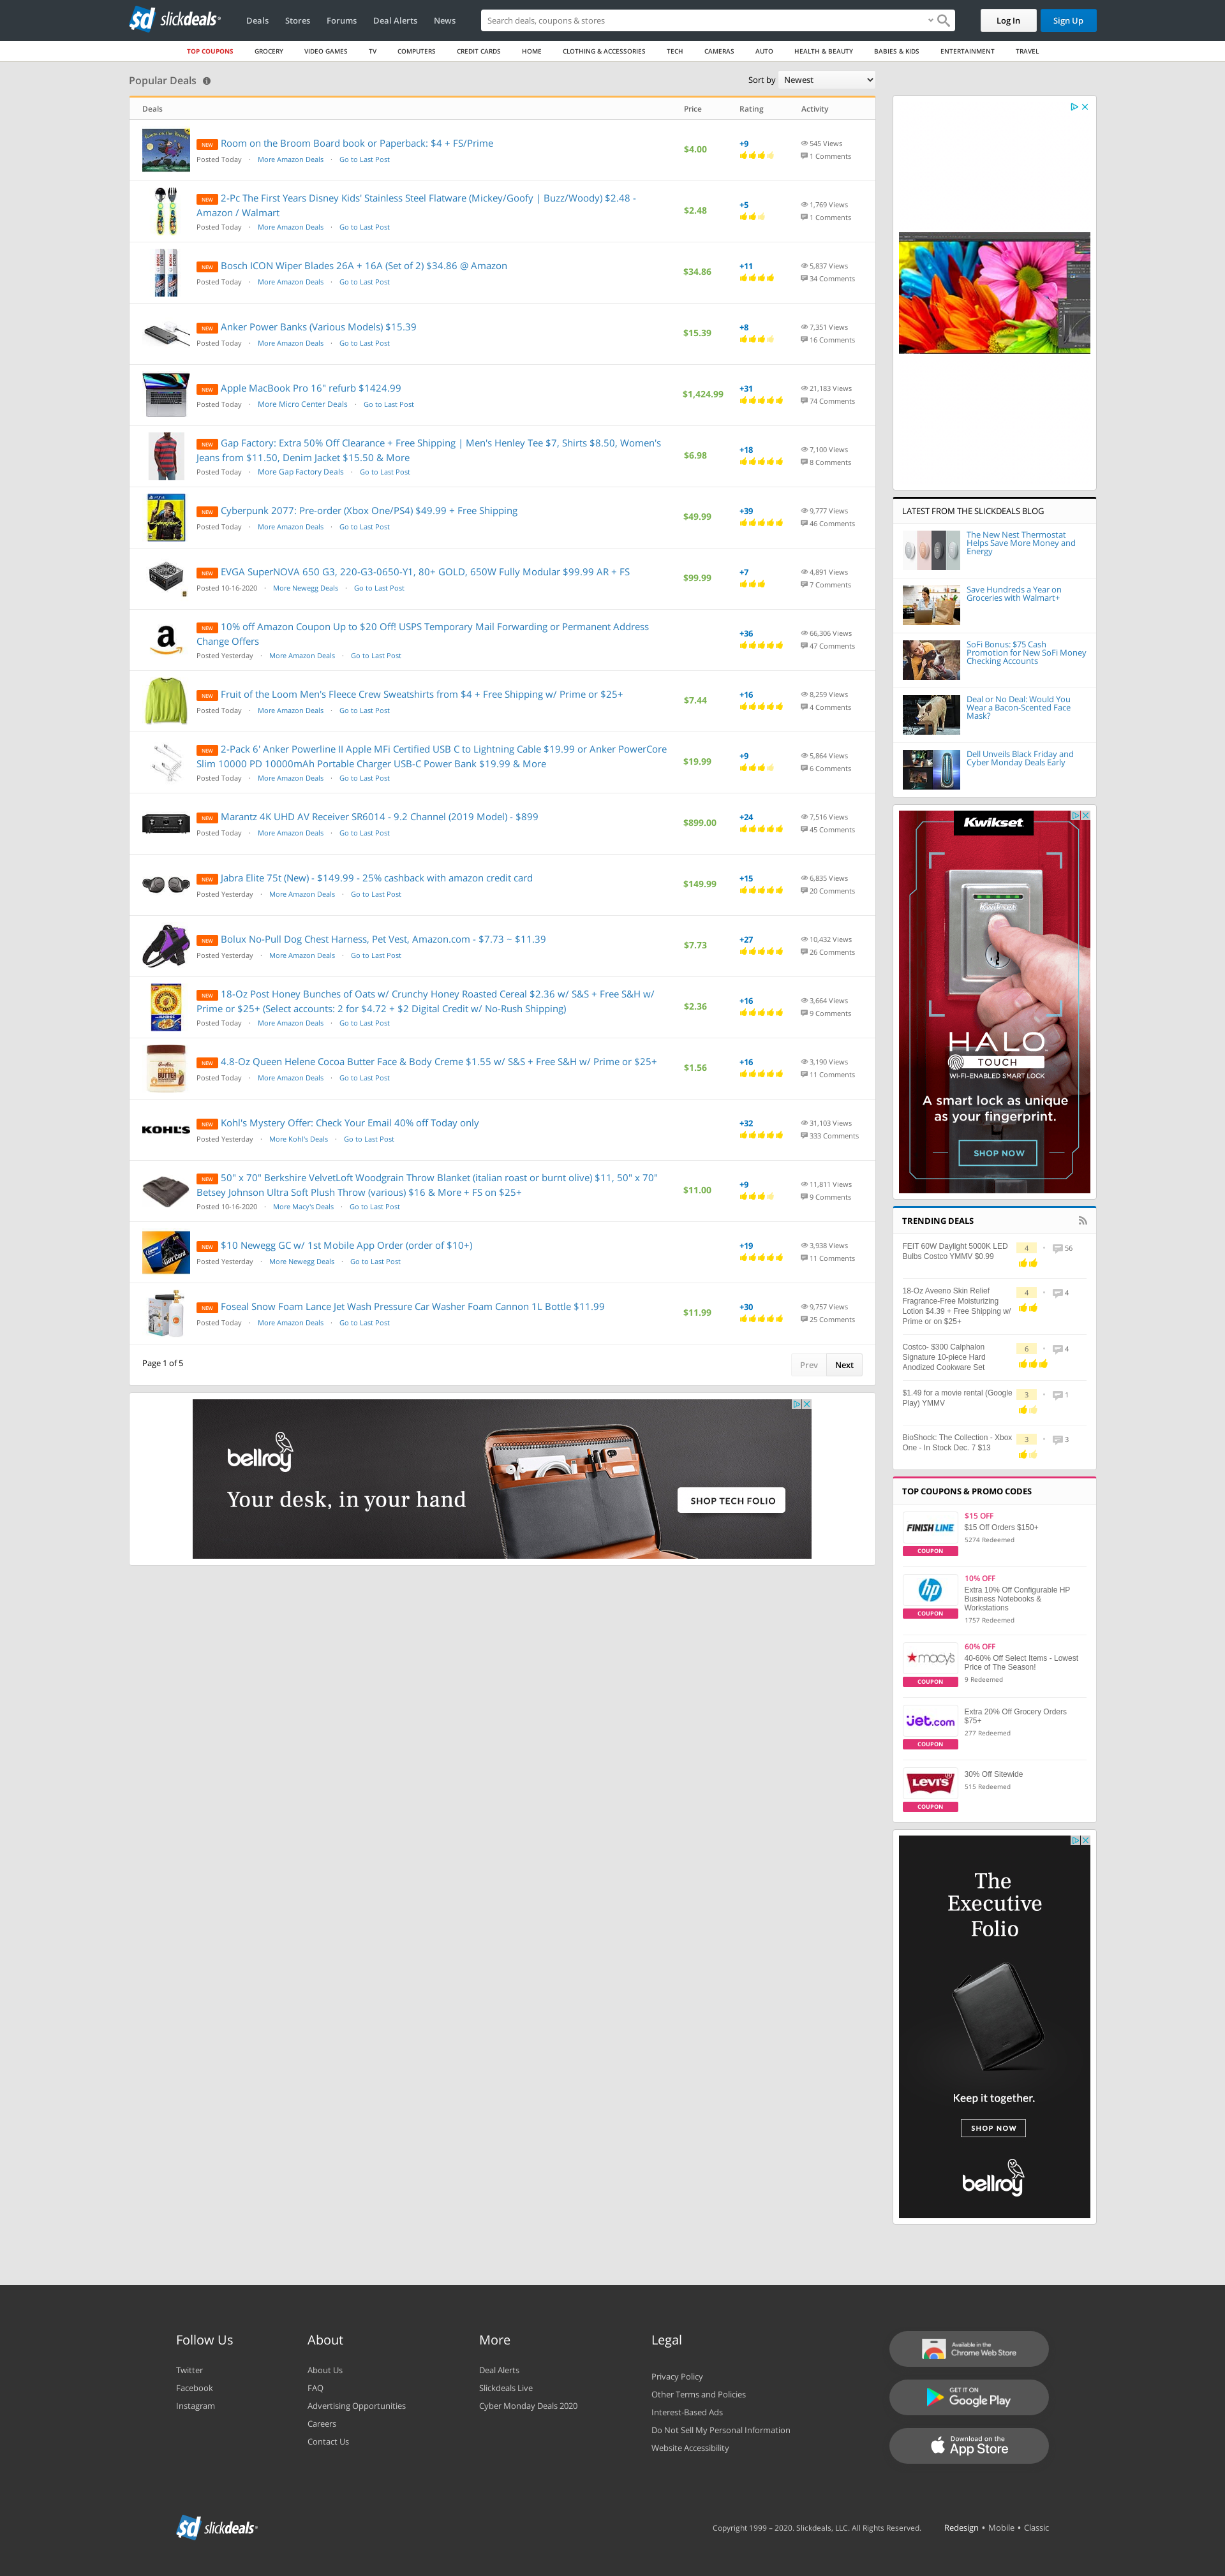 sd slickdeals
Deals Stores Forums Deal Alerts News
Search deals, coupons & stores
Log In
Sign Up
TOP COUPONS GROCERY VIDEO GAMES TV COMPUTERS CREDIT CARDS HOME CLOTHING & ACCESSORIES TECH CAMERAS AUTO HEALTH & BEAUTY BABIES & KIDS ENTERTAINMENT TRAVEL
Popular Deals
Sort by Newest
Deals Price Rating Activity
NEW Room on the Broom Board book or Paperback: $4 + FS/Prime
Posted Today · More Amazon Deals · Go to Last Post
$4.00
+9
545 Views
1 Comments
NEW 2-Pc The First Years Disney Kids' Stainless Steel Flatware (Mickey/Goofy | Buzz/Woody) $2.48 -
Amazon / Walmart
Posted Today · More Amazon Deals · Go to Last Post
$2.48
+5
1,769 Views
1 Comments
NEW Bosch ICON Wiper Blades 26A + 16A (Set of 2) $34.86 @ Amazon
Posted Today · More Amazon Deals · Go to Last Post
$34.86
+11
5,837 Views
34 Comments
NEW Anker Power Banks (Various Models) $15.39
Posted Today · More Amazon Deals · Go to Last Post
$15.39
+8
7,351 Views
16 Comments
NEW Apple MacBook Pro 16" refurb $1424.99
Posted Today · More Micro Center Deals · Go to Last Post
$1,424.99
+31
21,183 Views
74 Comments
NEW Gap Factory: Extra 50% Off Clearance + Free Shipping | Men's Henley Tee $7, Shirts $8.50, Women's
Jeans from $11.50, Denim Jacket $15.50 & More
Posted Today · More Gap Factory Deals · Go to Last Post
$6.98
+18
7,100 Views
8 Comments
NEW Cyberpunk 2077: Pre-order (Xbox One/PS4) $49.99 + Free Shipping
Posted Today · More Amazon Deals · Go to Last Post
$49.99
+39
9,777 Views
46 Comments
NEW EVGA SuperNOVA 650 G3, 220-G3-0650-Y1, 80+ GOLD, 650W Fully Modular $99.99 AR + FS
Posted 10-16-2020 · More Newegg Deals · Go to Last Post
$99.99
+7
4,891 Views
7 Comments
NEW 10% off Amazon Coupon Up to $20 Off! USPS Temporary Mail Forwarding or Permanent Address
Change Offers
Posted Yesterday · More Amazon Deals · Go to Last Post
+36
66,306 Views
47 Comments
NEW Fruit of the Loom Men's Fleece Crew Sweatshirts from $4 + Free Shipping w/ Prime or $25+
Posted Today · More Amazon Deals · Go to Last Post
$7.44
+16
8,259 Views
4 Comments
NEW 2-Pack 6' Anker Powerline II Apple MFi Certified USB C to Lightning Cable $19.99 or Anker PowerCore
Slim 10000 PD 10000mAh Portable Charger USB-C Power Bank $19.99 & More
Posted Today · More Amazon Deals · Go to Last Post
$19.99
+9
5,864 Views
6 Comments
NEW Marantz 4K UHD AV Receiver SR6014 - 9.2 Channel (2019 Model) - $899
Posted Today · More Amazon Deals · Go to Last Post
$899.00
+24
7,516 Views
45 Comments
NEW Jabra Elite 75t (New) - $149.99 - 25% cashback with amazon credit card
Posted Yesterday · More Amazon Deals · Go to Last Post
$149.99
+15
6,835 Views
20 Comments
NEW Bolux No-Pull Dog Chest Harness, Pet Vest, Amazon.com - $7.73 ~ $11.39
Posted Yesterday · More Amazon Deals · Go to Last Post
$7.73
+27
10,432 Views
26 Comments
NEW 18-Oz Post Honey Bunches of Oats w/ Crunchy Honey Roasted Cereal $2.36 w/ S&S + Free S&H w/
Prime or $25+ (Select accounts: 2 for $4.72 + $2 Digital Credit w/ No-Rush Shipping)
Posted Today · More Amazon Deals · Go to Last Post
$2.36
+16
3,664 Views
9 Comments
NEW 4.8-Oz Queen Helene Cocoa Butter Face & Body Creme $1.55 w/ S&S + Free S&H w/ Prime or $25+
Posted Today · More Amazon Deals · Go to Last Post
$1.56
+16
3,190 Views
11 Comments
KOHL'S
NEW Kohl's Mystery Offer: Check Your Email 40% off Today only
Posted Yesterday · More Kohl's Deals · Go to Last Post
+32
31,103 Views
333 Comments
NEW 50" x 70" Berkshire VelvetLoft Woodgrain Throw Blanket (italian roast or burnt olive) $11, 50" x 70"
Betsey Johnson Ultra Soft Plush Throw (various) $16 & More + FS on $25+
Posted 10-16-2020 · More Macy's Deals · Go to Last Post
$11.00
+9
11,811 Views
9 Comments
NEW $10 Newegg GC w/ 1st Mobile App Order (order of $10+)
Posted Yesterday · More Newegg Deals · Go to Last Post
+19
3,938 Views
11 Comments
NEW Foseal Snow Foam Lance Jet Wash Pressure Car Washer Foam Cannon 1L Bottle $11.99
Posted Today · More Amazon Deals · Go to Last Post
$11.99
+30
9,757 Views
25 Comments
Page 1 of 5
Prev Next
bellroy
Your desk, in your hand
SHOP TECH FOLIO
LATEST FROM THE SLICKDEALS BLOG
The New Nest Thermostat
Helps Save More Money and
Energy
Save Hundreds a Year on
Groceries with Walmart+
SoFi Bonus: $75 Cash
Promotion for New SoFi Money
Checking Accounts
Deal or No Deal: Would You
Wear a Bacon-Scented Face
Mask?
Dell Unveils Black Friday and
Cyber Monday Deals Early
Kwikset
Kwikset
HALO
TOUCH
WI-FI-ENABLED SMART LOCK
A smart lock as unique
as your fingerprint.
SHOP NOW
TRENDING DEALS
FEIT 60W Daylight 5000K LED
Bulbs Costco YMMV $0.99
4 · 56
18-Oz Aveeno Skin Relief
Fragrance-Free Moisturizing
Lotion $4.39 + Free Shipping w/
Prime or on $25+
4 · 4
Costco- $300 Calphalon
Signature 10-piece Hard
Anodized Cookware Set
6 · 4
$1.49 for a movie rental (Google
Play) YMMV
3 · 1
BioShock: The Collection - Xbox
One - In Stock Dec. 7 $13
3 · 3
TOP COUPONS & PROMO CODES
FINISH LINE
COUPON
$15 OFF
$15 Off Orders $150+
5274 Redeemed
hp
COUPON
10% OFF
Extra 10% Off Configurable HP
Business Notebooks &
Workstations
1757 Redeemed
macy's
COUPON
60% OFF
40-60% Off Select Items - Lowest
Price of The Season!
9 Redeemed
jet.com
COUPON
Extra 20% Off Grocery Orders
$75+
277 Redeemed
LEVI'S
COUPON
30% Off Sitewide
515 Redeemed
The
Executive
Folio
Keep it together.
SHOP NOW
bellroy
Follow Us
Twitter
Facebook
Instagram
About
About Us
FAQ
Advertising Opportunities
Careers
Contact Us
More
Deal Alerts
Slickdeals Live
Cyber Monday Deals 2020
Legal
Privacy Policy
Other Terms and Policies
Interest-Based Ads
Do Not Sell My Personal Information
Website Accessibility
Available in the
Chrome Web Store
GET IT ON
Google Play
Download on the
App Store
sd slickdeals
Copyright 1999 – 2020. Slickdeals, LLC. All Rights Reserved.
Redesign • Mobile • Classic